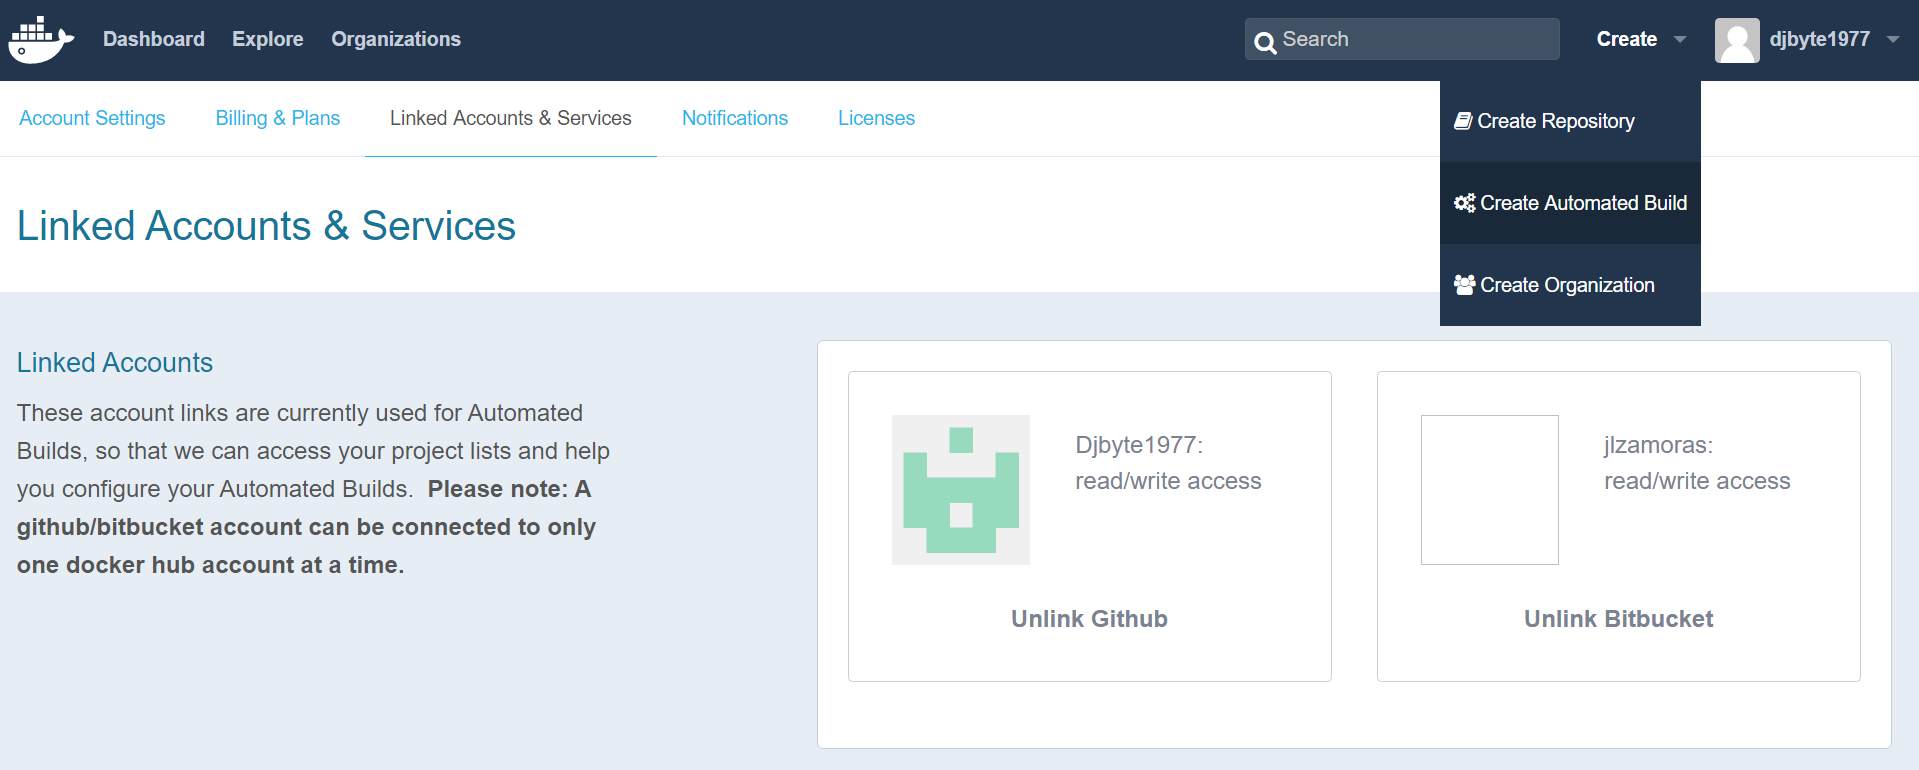 Dashboard Explore Organizations Search Create djbyte1977
Account Settings Billing & Plans Linked Accounts & Services Notifications Licenses
Create Repository
Create Automated Build
Create Organization
Linked Accounts & Services
Linked Accounts
These account links are currently used for Automated
Builds, so that we can access your project lists and help
you configure your Automated Builds. Please note: A
github/bitbucket account can be connected to only
one docker hub account at a time.
Djbyte1977:
read/write access
Unlink Github
jlzamoras:
read/write access
Unlink Bitbucket